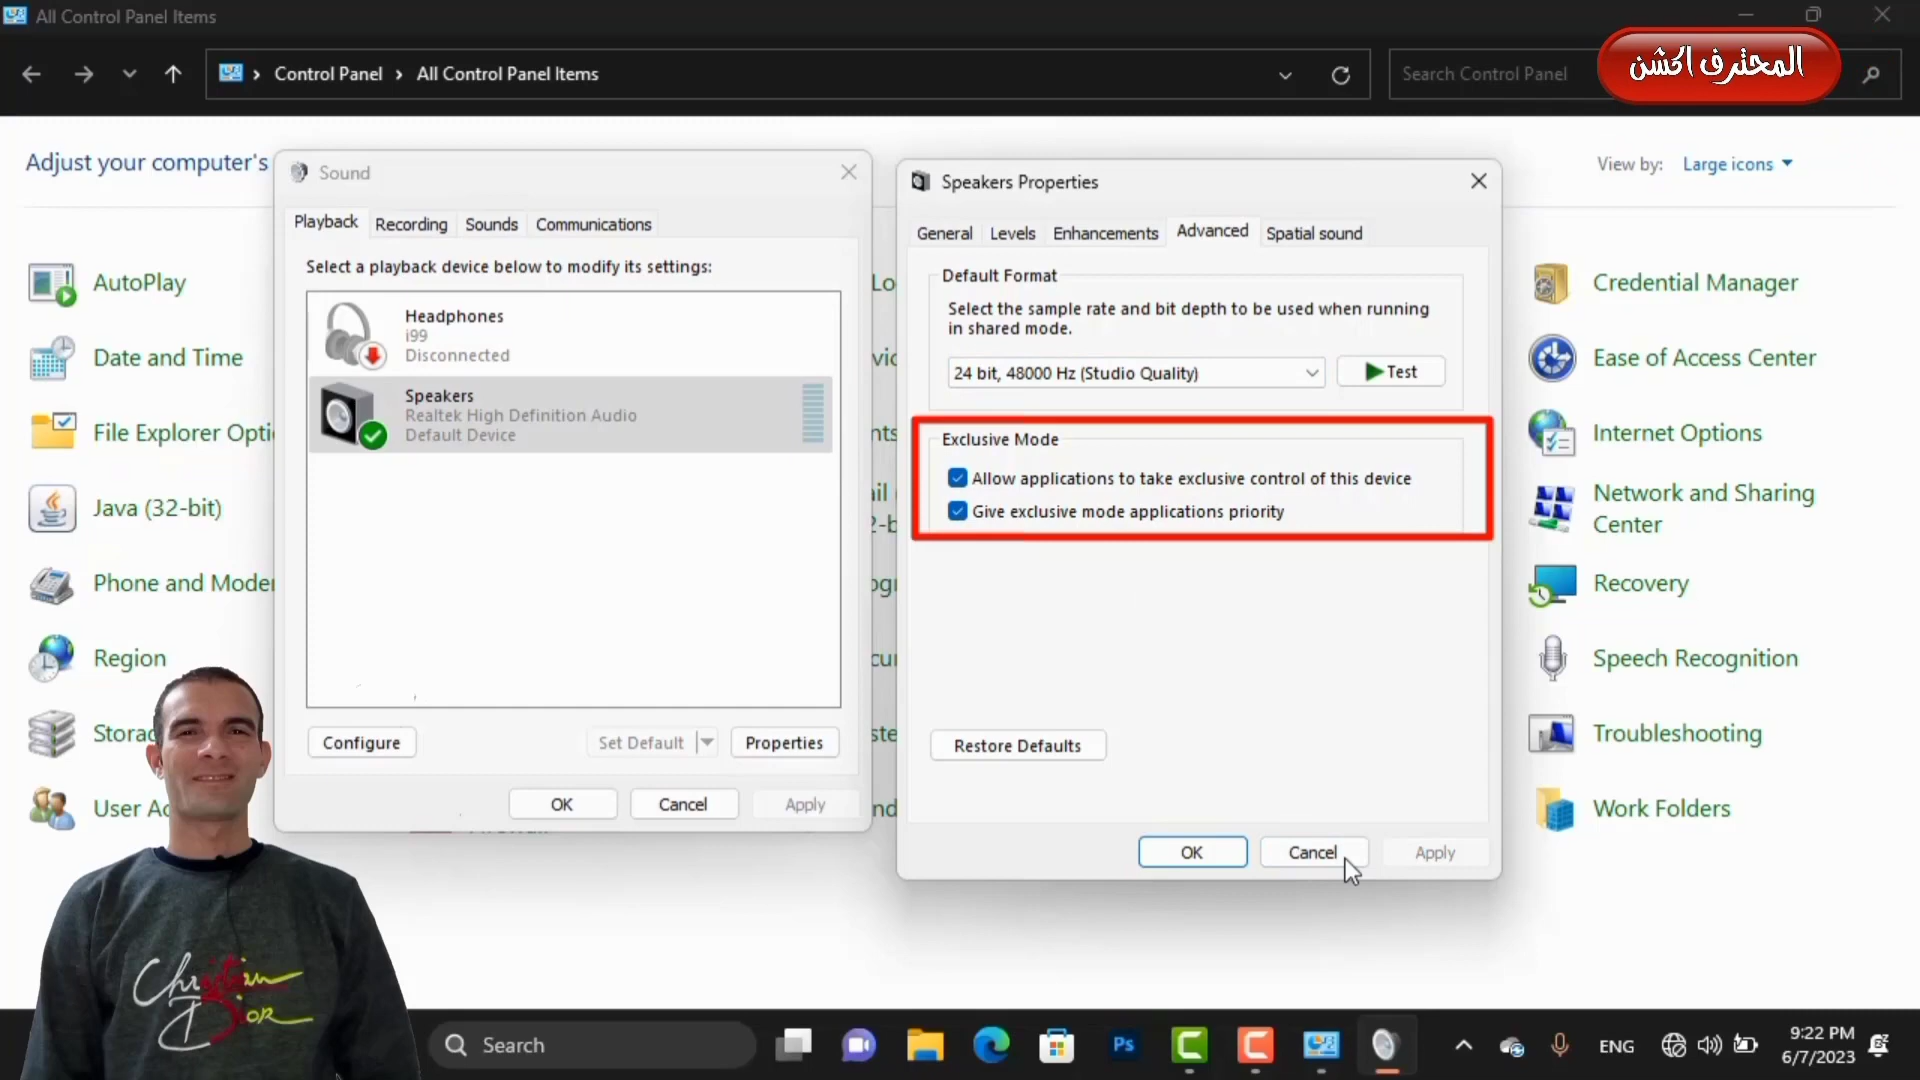 All Control Panel Items
Control Panel
All Control Panel Items
Search Control Panel
المحترف اكشن
Adjust your computer's
View by:
Large icons
AutoPlay
Date and Time
File Explorer Opti
Java (32-bit)
Phone and Moder
Region
Storag
User Ac
Sound
Playback
Recording
Sounds
Communications
Select a playback device below to modify its settings:
Headphones
i99
Disconnected
Speakers
Realtek High Definition Audio
Default Device
Configure
Set Default
Properties
OK
Cancel
Apply
Speakers Properties
General
Levels
Enhancements
Advanced
Spatial sound
Default Format
Select the sample rate and bit depth to be used when running
in shared mode.
24 bit, 48000 Hz (Studio Quality)
Test
Exclusive Mode
Allow applications to take exclusive control of this device
Give exclusive mode applications priority
Restore Defaults
OK
Cancel
Apply
Credential Manager
Ease of Access Center
Internet Options
Network and Sharing
Center
Recovery
Speech Recognition
Troubleshooting
Work Folders
Christian
Dior
Search
Ps
ENG
9:22 PM
6/7/2023